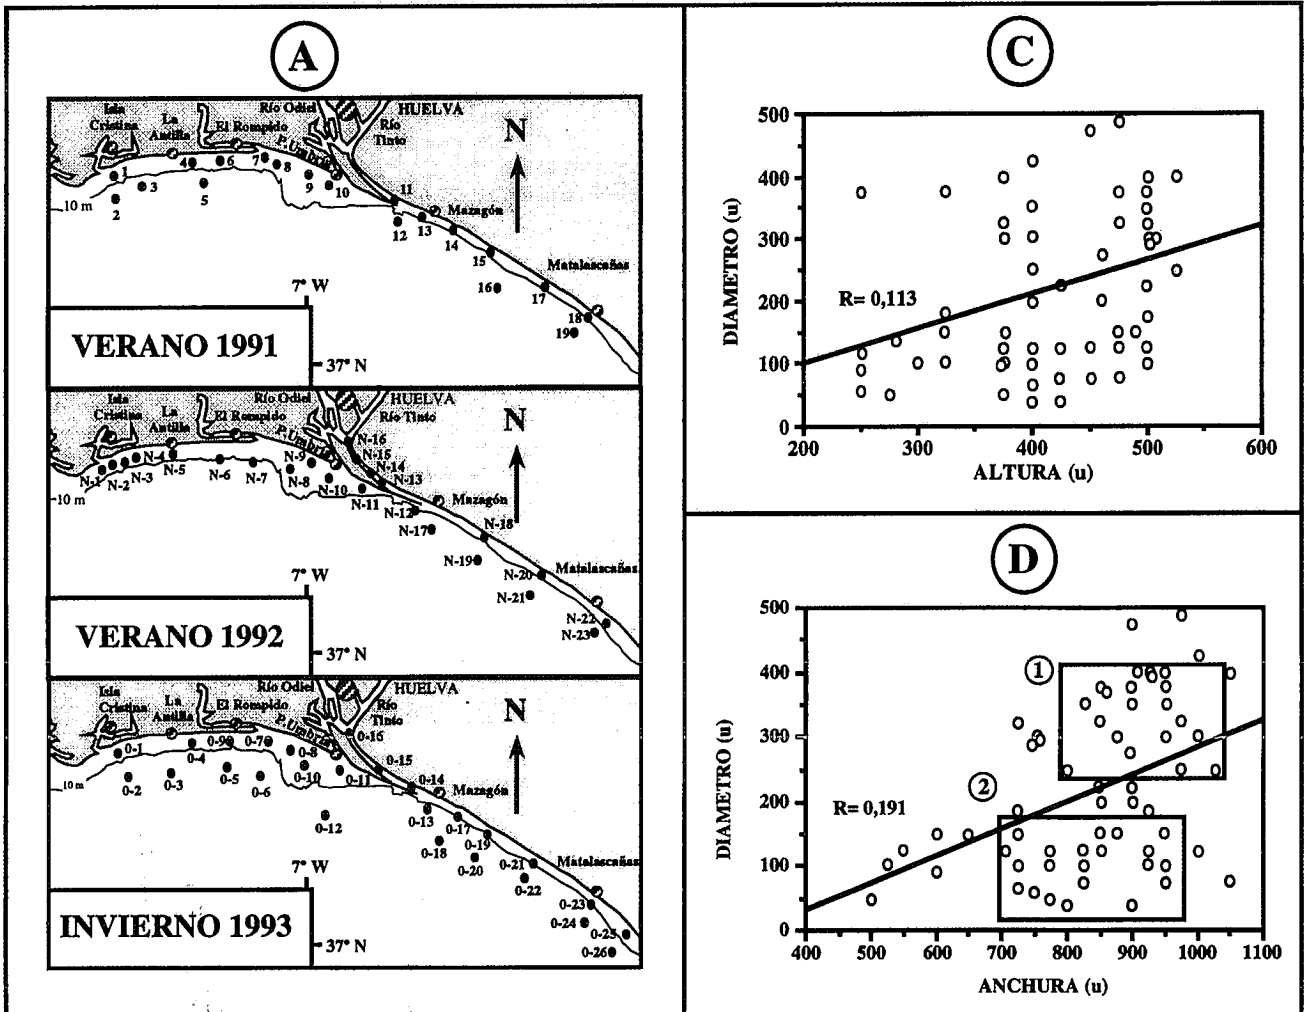 A
Isla
Cristina
La
Antilla
El Rompido
Río Odiel
HUELVA
Río
Tinto
P. Umbría
N
1
2
3
4
5
6
7
8
9
10
11
12
13
14
15
16
17
18
19
10 m
Mazagón
Matalascañas
7° W
37° N
VERANO 1991
Isla
Cristina
La
Antilla
El Rompido
Río Odiel
HUELVA
Río Tinto
P. Umbría
N
N-1
N-2
N-3
N-4
N-5
N-6
N-7
N-8
N-9
N-10
N-11
N-12
N-13
N-14
N-15
N-16
N-17
N-18
N-19
N-20
N-21
N-22
N-23
10 m
Mazagón
Matalascañas
7° W
37° N
VERANO 1992
Isla
Cristina
La
Antilla
El Rompido
Río Odiel
HUELVA
Río
Tinto
P. Umbría
N
0-1
0-2
0-3
0-4
0-5
0-6
0-7
0-8
0-9
0-10
0-11
0-12
0-13
0-14
0-15
0-16
0-17
0-18
0-19
0-20
0-21
0-22
0-23
0-24
0-25
0-26
10 m
Mazagón
Matalascañas
7° W
37° N
INVIERNO 1993
C
DIAMETRO (u)
500
400
300
200
100
0
R= 0,113
200
300
400
500
600
ALTURA (u)
D
DIAMETRO (u)
500
400
300
200
100
0
1
2
R= 0,191
400
500
600
700
800
900
1000
1100
ANCHURA (u)